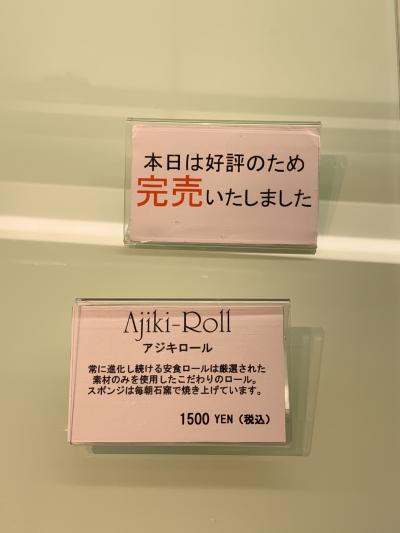 本日は好評のため
完売いたしました
Ajiki-Roll
アジキロール
常に進化し続ける安食ロールは厳選された
素材のみを使用したこだわりのロール。
スポンジは毎朝石窯で焼き上げています。
1500 YEN (税込)